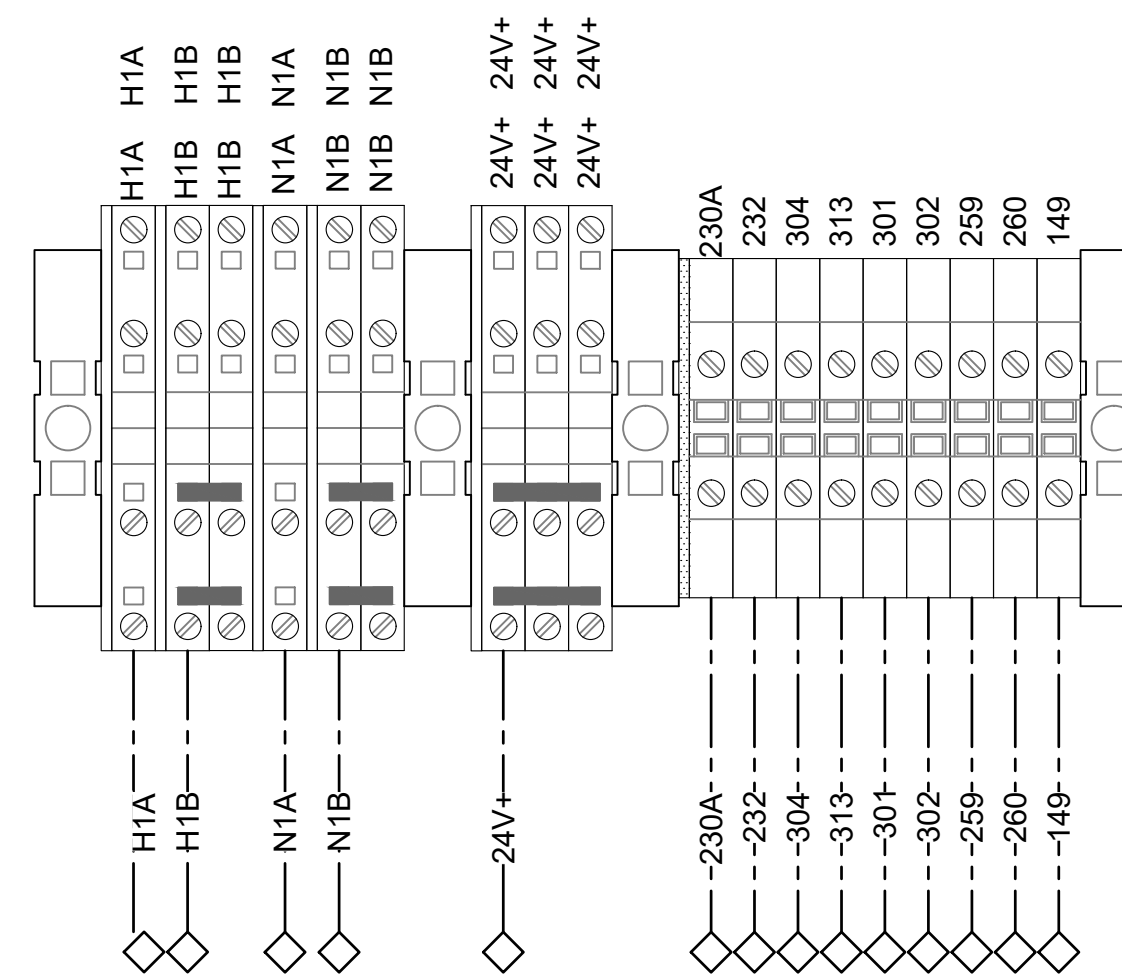 H1A H1B H1B N1A N1B N1B 24V+ 24V+ 24V+
H1A H1B H1B N1A N1B N1B 24V+ 24V+ 24V+
230A 232 304 313 301 302 259 260 149
H1A H1B N1A N1B 24V+ 230A 232 304 313 301 302 259 260 149